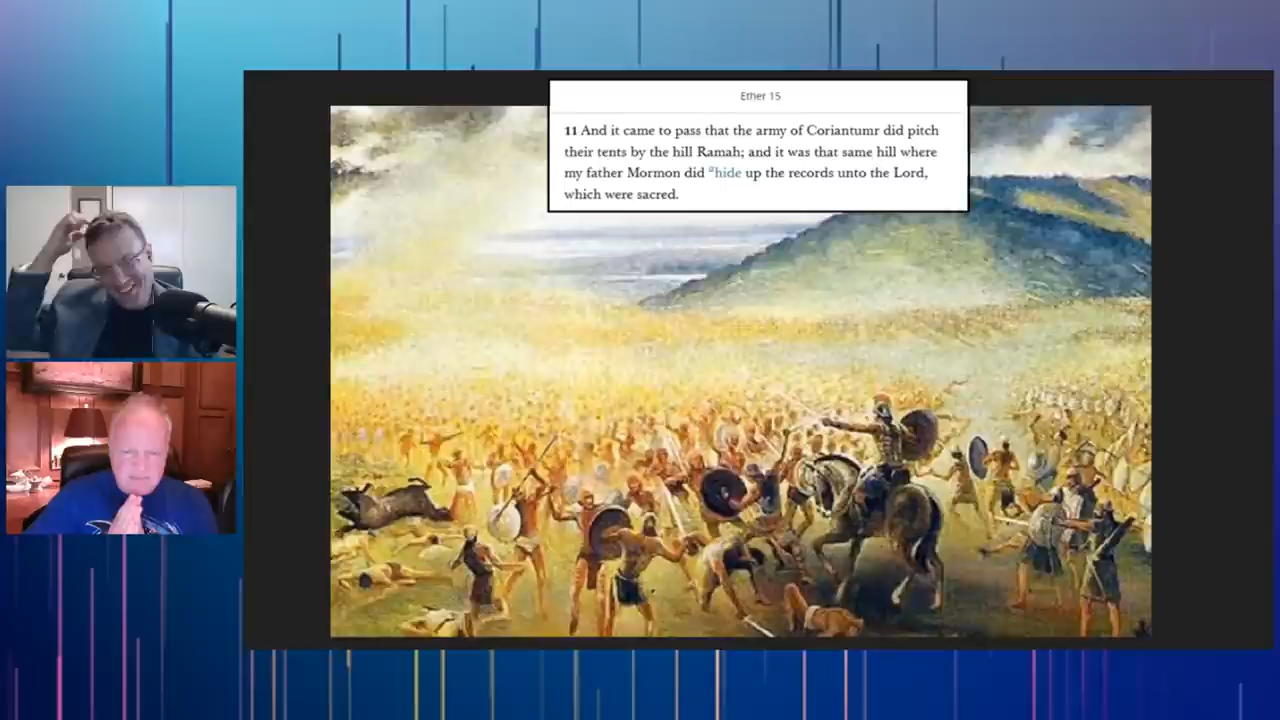 Ether 15
11 And it came to pass that the army of Coriantumr did pitch
their tents by the hill Ramah; and it was that same hill where
my father Mormon did ahide up the records unto the Lord,
which were sacred.